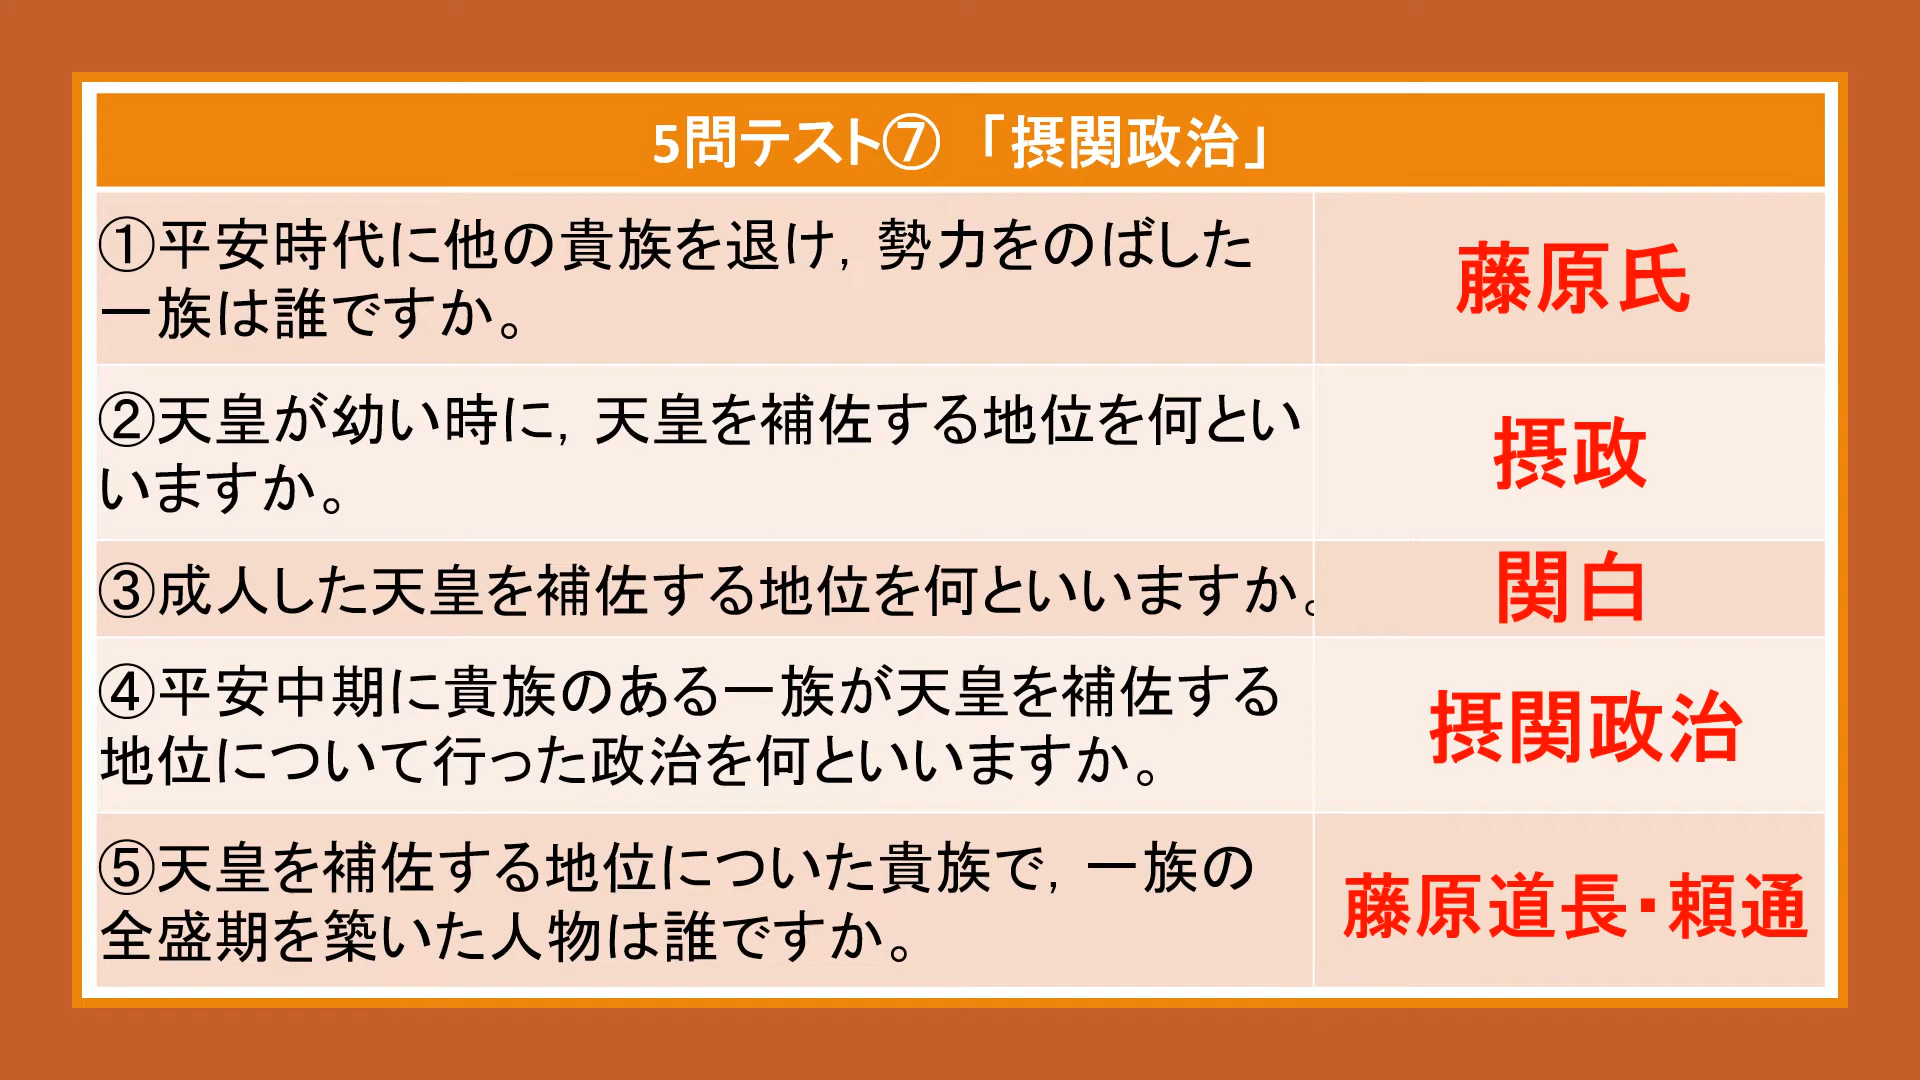 5問テスト⑦ 「摂関政治」
①平安時代に他の貴族を退け，勢力をのばした
一族は誰ですか。
藤原氏
②天皇が幼い時に，天皇を補佐する地位を何とい
いますか。
摂政
③成人した天皇を補佐する地位を何といいますか。
関白
④平安中期に貴族のある一族が天皇を補佐する
地位について行った政治を何といいますか。
摂関政治
⑤天皇を補佐する地位についた貴族で，一族の
全盛期を築いた人物は誰ですか。
藤原道長・頼通